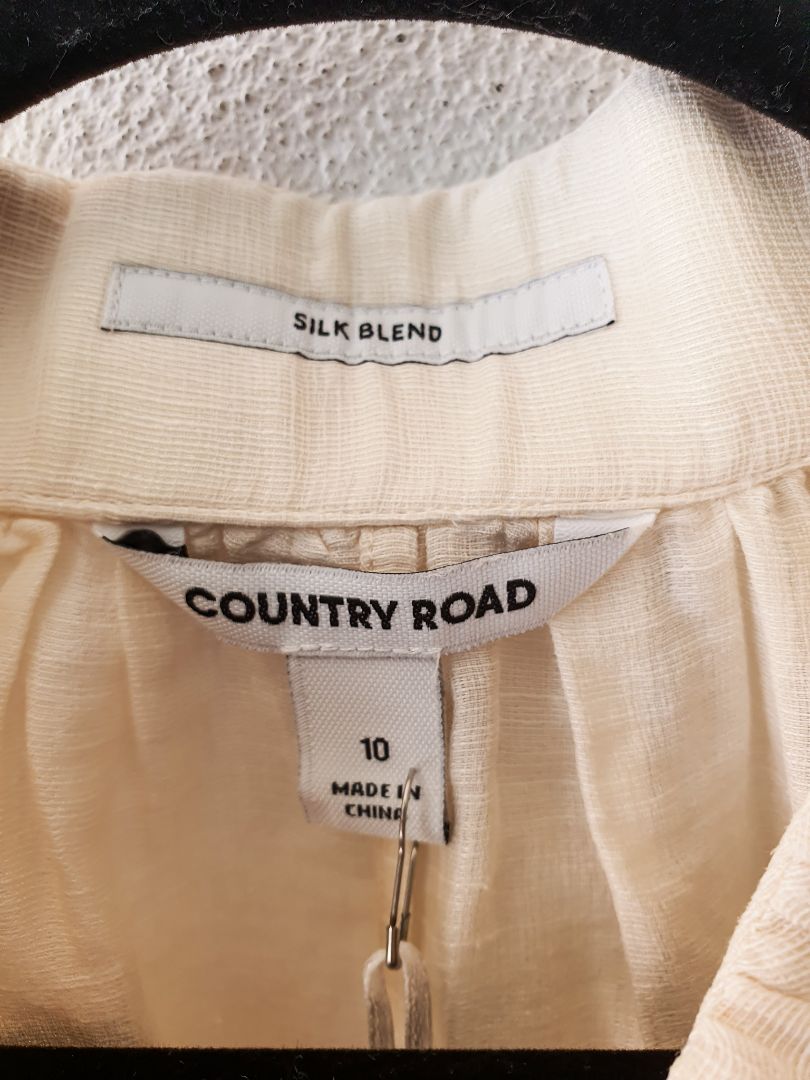 SILK BLEND
COUNTRY ROAD
10
MADE IN
CHINA